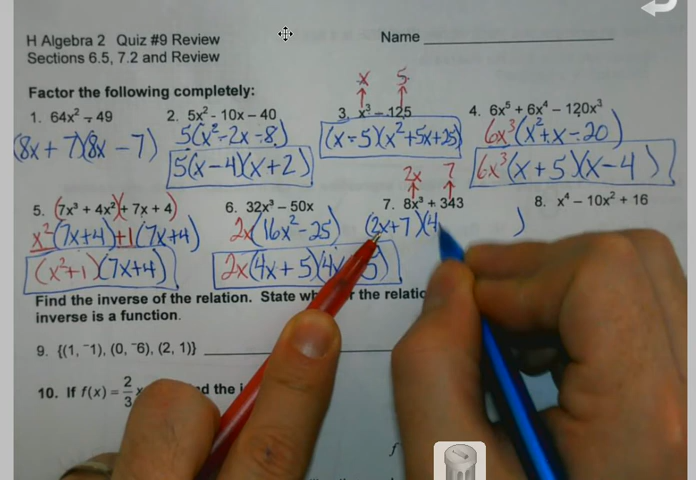 H Algebra 2 Quiz #9 Review
Name
Sections 6.5, 7.2 and Review
Factor the following completely:
1. 64x² - 49
(8x + 7)(8x - 7)
2. 5x² - 10x - 40
5(x² - 2x - 8)
5(x - 4)(x + 2)
x 5
3. x³ - 125
(x - 5)(x² + 5x + 25)
4. 6x⁵ + 6x⁴ - 120x³
6x³(x² + x - 20)
6x³(x + 5)(x - 4)
5. (7x³ + 4x²)(+ 7x + 4)
x²(7x+4)+1(7x+4)
(x²+1)(7x+4)
6. 32x³ - 50x
2x(16x² - 25)
2x(4x + 5)(4x 5)
2x 7
7. 8x³ + 343
(2x+7)(4 )
8. x⁴ - 10x² + 16
Find the inverse of the relation. State the
inverse is a function.
9. {(1, ⁻1), (0, ⁻6), (2, 1)}
10. If f(x) = 2/3 x the
f